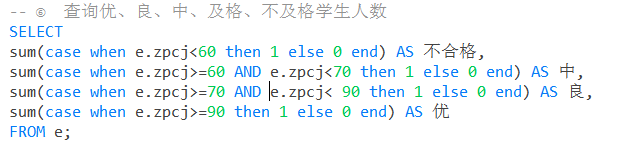 -- ⑥ 查询优、良、中、及格、不及格学生人数
SELECT
sum(case when e.zpcj<60 then 1 else 0 end) AS 不合格,
sum(case when e.zpcj>=60 AND e.zpcj<70 then 1 else 0 end) AS 中,
sum(case when e.zpcj>=70 AND e.zpcj< 90 then 1 else 0 end) AS 良,
sum(case when e.zpcj>=90 then 1 else 0 end) AS 优
FROM e;